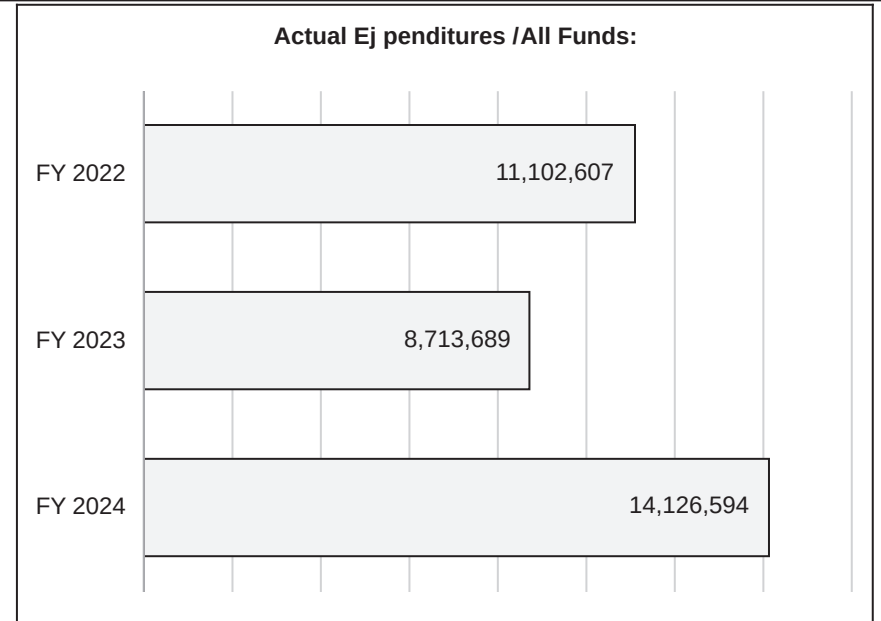 Actual Ej penditures /All Funds:
FY 2022
11,102,607
FY 2023
8,713,689
FY 2024
14,126,594